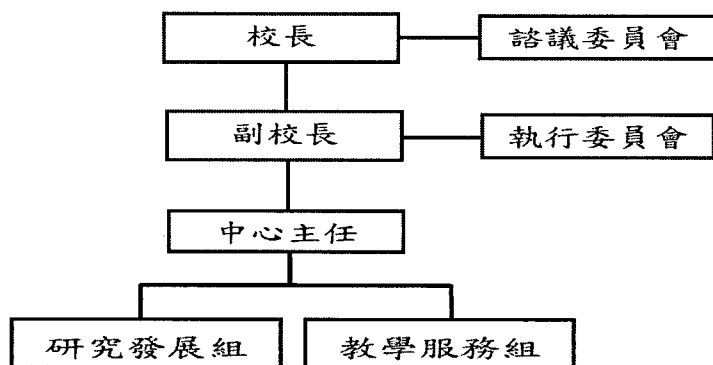 校長
諮議委員會
副校長
執行委員會
中心主任
研究發展組
教學服務組